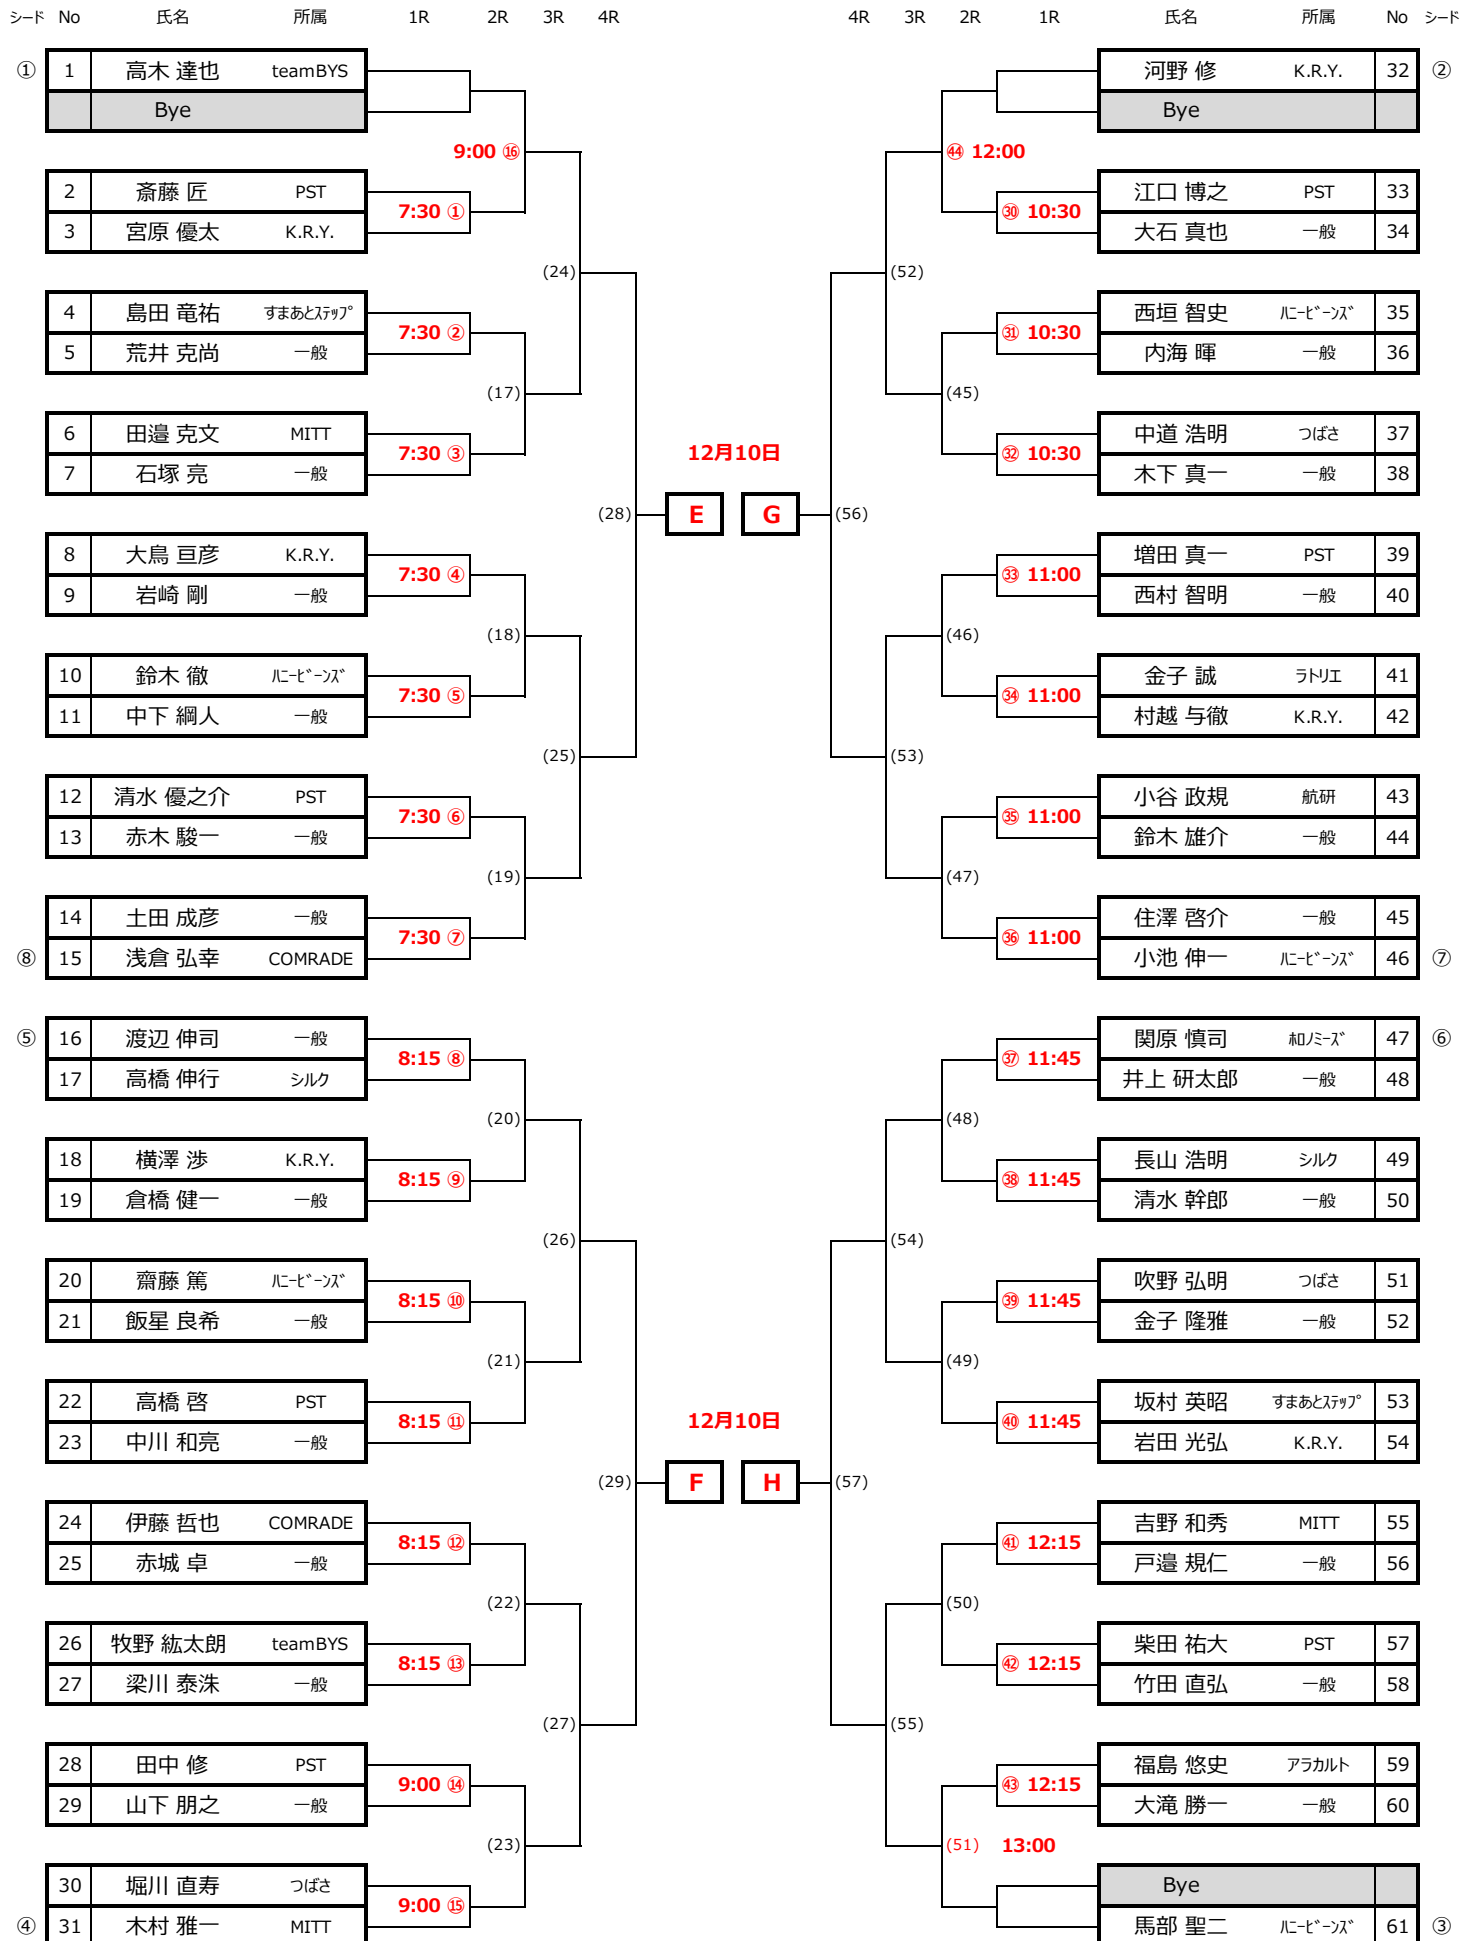 シード No 氏名 所属 1R 2R 3R 4R 4R 3R 2R 1R 氏名 所属 No シード
① 1 高木 達也 teamBYS 河野 修 K.R.Y. 32 ②
Bye Bye
9:00 ⑯ ㊹ 12:00
2 斎藤 匠 PST 江口 博之 PST 33
7:30 ① ㉚ 10:30
3 宮原 優太 K.R.Y. 大石 真也 一般 34
(24) (52)
4 島田 竜祐 すまあとｽﾃｯﾌﾟ 西垣 智史 ﾊﾆｰﾋﾞｰﾝｽﾞ 35
7:30 ② ㉛ 10:30
5 荒井 克尚 一般 内海 暉 一般 36
(17) (45)
6 田邉 克文 MITT 中道 浩明 つばさ 37
7:30 ③ 12月10日 ㉜ 10:30
7 石塚 亮 一般 木下 真一 一般 38
(28) E G (56)
8 大鳥 亘彦 K.R.Y. 増田 真一 PST 39
7:30 ④ ㉝ 11:00
9 岩崎 剛 一般 西村 智明 一般 40
(18) (46)
10 鈴木 徹 ﾊﾆｰﾋﾞｰﾝｽﾞ 金子 誠 ラトリエ 41
7:30 ⑤ ㉞ 11:00
11 中下 綱人 一般 村越 与徹 K.R.Y. 42
(25) (53)
12 清水 優之介 PST 小谷 政規 航研 43
7:30 ⑥ ㉟ 11:00
13 赤木 駿一 一般 鈴木 雄介 一般 44
(19) (47)
14 土田 成彦 一般 住澤 啓介 一般 45
7:30 ⑦ ㊱ 11:00
⑧ 15 浅倉 弘幸 COMRADE 小池 伸一 ﾊﾆｰﾋﾞｰﾝｽﾞ 46 ⑦
⑤ 16 渡辺 伸司 一般 関原 慎司 ﾎﾛﾉﾐｰｽﾞ 47 ⑥
8:15 ⑧ ㊲ 11:45
17 高橋 伸行 シルク 井上 研太郎 一般 48
(20) (48)
18 横澤 渉 K.R.Y. 長山 浩明 シルク 49
8:15 ⑨ ㊳ 11:45
19 倉橋 健一 一般 清水 幹郎 一般 50
(26) (54)
20 齋藤 篤 ﾊﾆｰﾋﾞｰﾝｽﾞ 吹野 弘明 つばさ 51
8:15 ⑩ ㊴ 11:45
21 飯星 良希 一般 金子 隆雅 一般 52
(21) (49)
22 高橋 啓 PST 坂村 英昭 すまあとｽﾃｯﾌﾟ 53
8:15 ⑪ 12月10日 ㊵ 11:45
23 中川 和亮 一般 岩田 光弘 K.R.Y. 54
(29) F H (57)
24 伊藤 哲也 COMRADE 吉野 和秀 MITT 55
8:15 ⑫ ㊶ 12:15
25 赤城 卓 一般 戸邉 規仁 一般 56
(22) (50)
26 牧野 紘太朗 teamBYS 柴田 祐大 PST 57
8:15 ⑬ ㊷ 12:15
27 梁川 泰洙 一般 竹田 直弘 一般 58
(27) (55)
28 田中 修 PST 福島 悠史 アラカルト 59
9:00 ⑭ ㊸ 12:15
29 山下 朋之 一般 大滝 勝一 一般 60
(23) (51) 13:00
30 堀川 直寿 つばさ Bye
9:00 ⑮
④ 31 木村 雅一 MITT 馬部 聖二 ﾊﾆｰﾋﾞｰﾝｽﾞ 61 ③